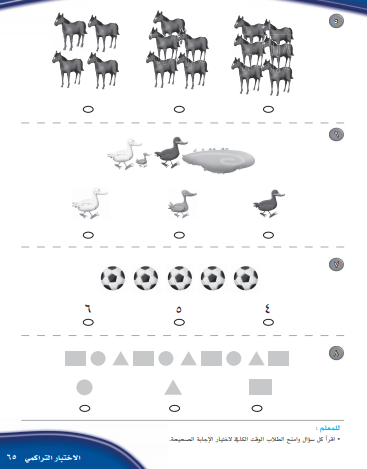 ٥
٦
٧
٤ ٥ ٦
٨
للمعلم :
• اقرأ كل سؤال وامنح الطلاب الوقت الكافي لاختيار الإجابة الصحيحة.
الاختبار التراكمي ٦٥